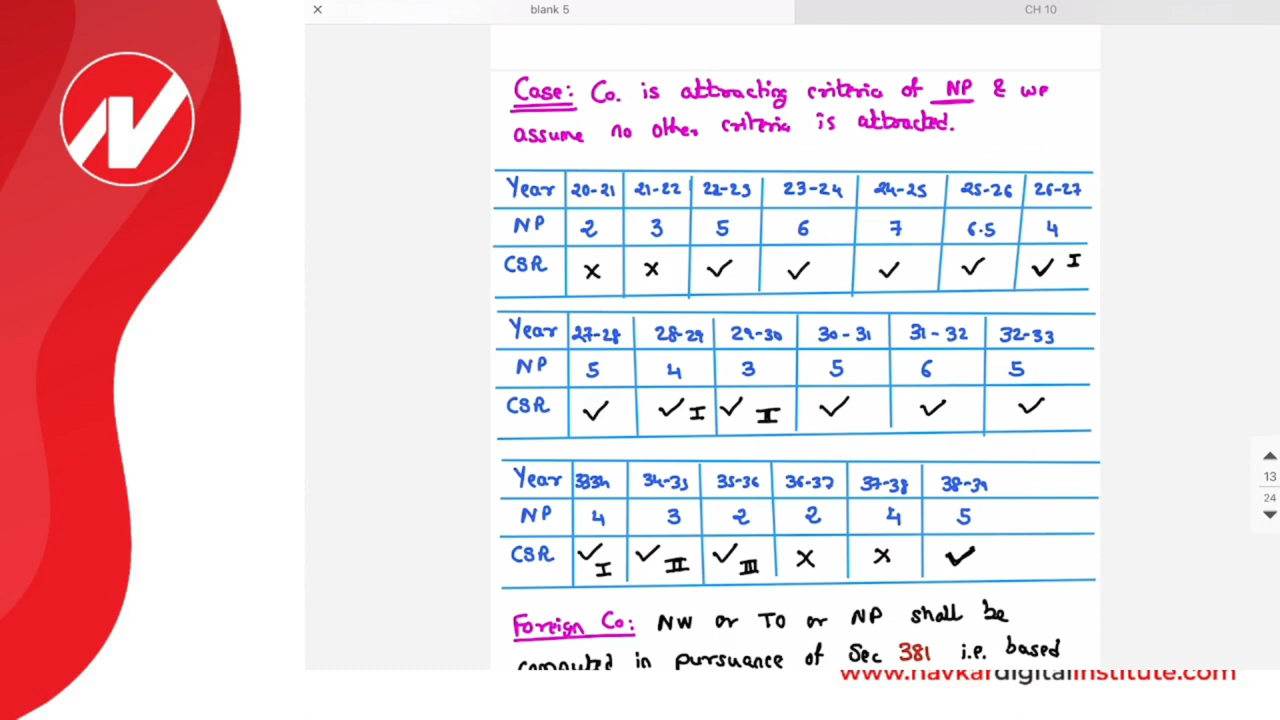 blank 5
CH 10
Case: Co. is attracting criteria of NP & we
assume no other criteria is attracted.
Year 20-21 21-22 22-23 23-24 24-25 25-26 26-27
NP 2 3 5 6 7 6.5 4
CSR × × ✓ ✓ ✓ ✓ ✓ I
Year 27-28 28-29 29-30 30-31 31-32 32-33
NP 5 4 3 5 6 5
CSR ✓ ✓ I ✓ II ✓ ✓ ✓
Year 33-34 34-35 35-36 36-37 37-38 38-39
NP 4 3 2 2 4 5
CSR ✓ I ✓ II ✓ III × × ✓
13
24
Foreign Co: NW or TO or NP shall be
computed in pursuance of Sec 381 i.e. based
www.navkardigitalinstitute.com